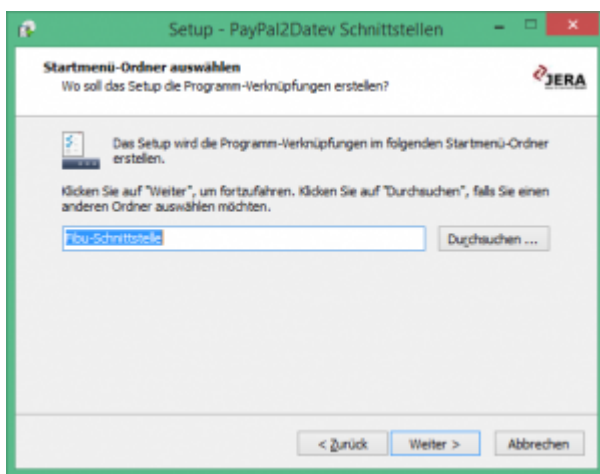 Setup - PayPal2Datev Schnittstellen
Startmenü-Ordner auswählen
Wo soll das Setup die Programm-Verknüpfungen erstellen?
JERA
Das Setup wird die Programm-Verknüpfungen im folgenden Startmenü-Ordner
erstellen.
Klicken Sie auf "Weiter", um fortzufahren. Klicken Sie auf "Durchsuchen", falls Sie einen
anderen Ordner auswählen möchten.
Fibu-Schnittstelle
Durchsuchen ...
< Zurück
Weiter >
Abbrechen